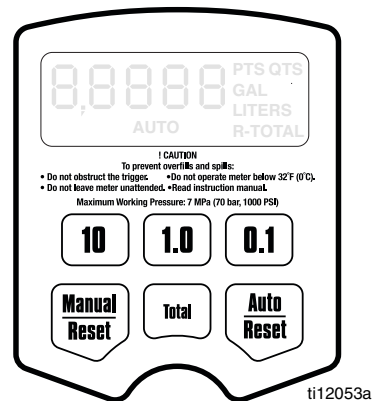 8,8888 PTS QTS
GAL
LITERS
AUTO R-TOTAL
! CAUTION
To prevent overfills and spills:
• Do not obstruct the trigger. •Do not operate meter below 32°F (0°C).
• Do not leave meter unattended. •Read instruction manual.
Maximum Working Pressure: 7 MPa (70 bar, 1000 PSI)
10 1.0 0.1
Manual Total Auto
Reset Reset
ti12053a